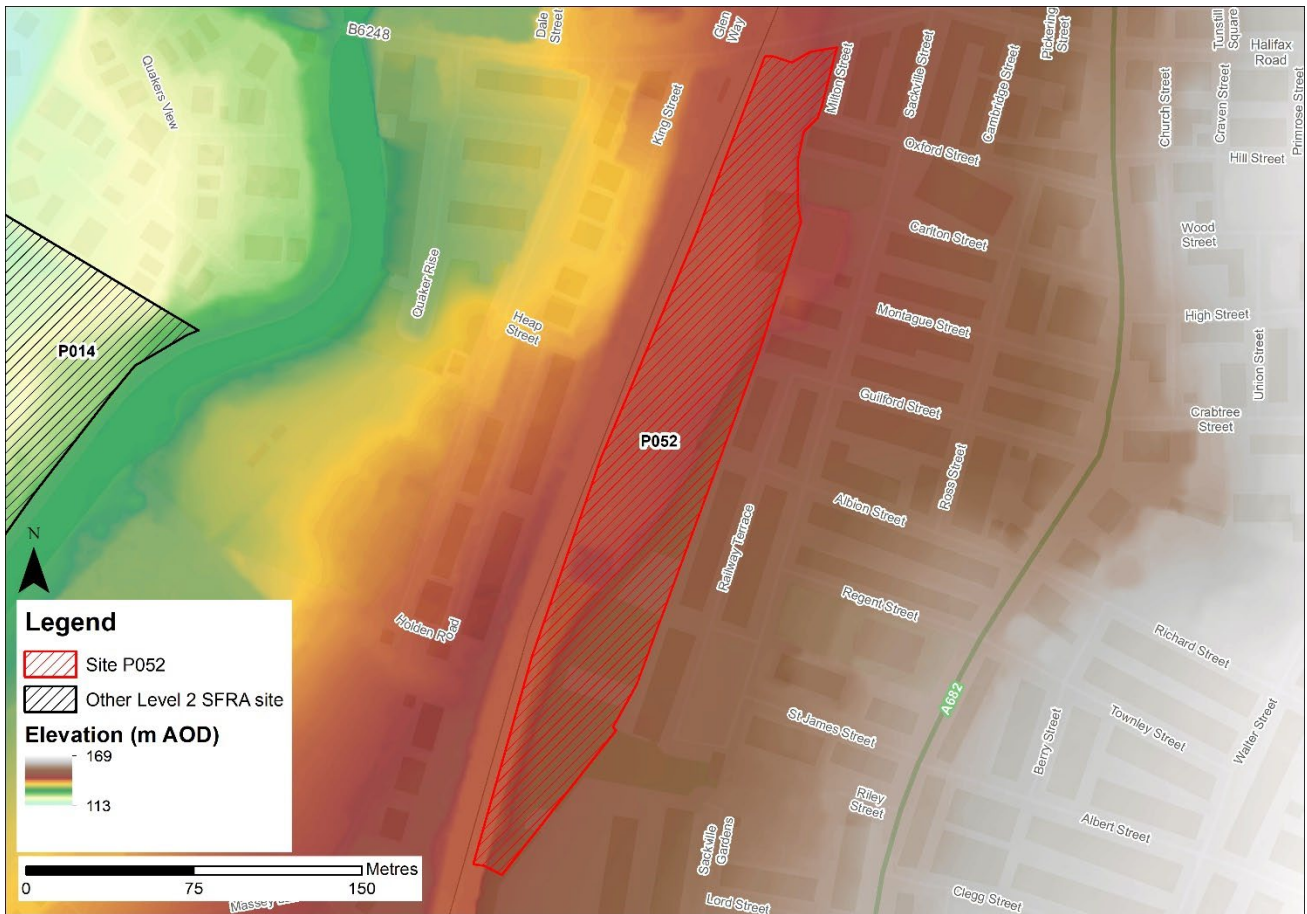 B6248
Dale
Street
Glen
Way
Quakers View
King Street
Milton Street
Sackville Street
Cambridge Street
Pickering
Street
Tunstill
Square
Halifax
Road
Church Street
Craven Street
Primrose Street
Oxford Street
Hill Street
Carlton Street
Wood
Street
Quaker Rise
Heap
Street
Montague Street
High Street
Union Street
P014
P052
Guilford Street
Crabtree
Street
Ross Street
Albion Street
Railway Terrace
Regent Street
Holden Road
Richard Street
A682
St James Street
Berry Street
Townley Street
Walter Street
Riley
Street
Albert Street
Sackville
Gardens
Lord Street
Clegg Street
N
Legend
Site P052
Other Level 2 SFRA site
Elevation (m AOD)
169
113
Metres
0 75 150
Massey